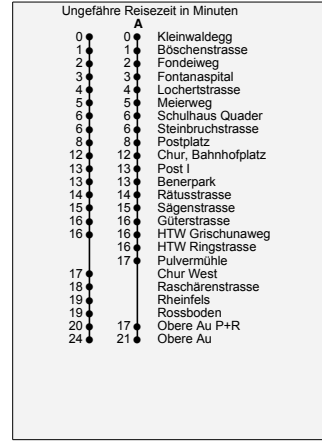 Ungefähre Reisezeit in Minuten
A
0 0 Kleinwaldegg
1 1 Böschenstrasse
2 2 Fondeiweg
3 3 Fontanaspital
4 4 Lochertstrasse
5 5 Meierweg
6 6 Schulhaus Quader
6 6 Steinbruchstrasse
8 8 Postplatz
12 12 Chur, Bahnhofplatz
13 13 Post I
13 13 Benerpark
14 14 Rätusstrasse
15 15 Sägenstrasse
16 16 Güterstrasse
16 16 HTW Grischunaweg
16 HTW Ringstrasse
17 Pulvermühle
17 Chur West
18 Raschärenstrasse
19 Rheinfels
19 Rossboden
20 17 Obere Au P+R
24 21 Obere Au